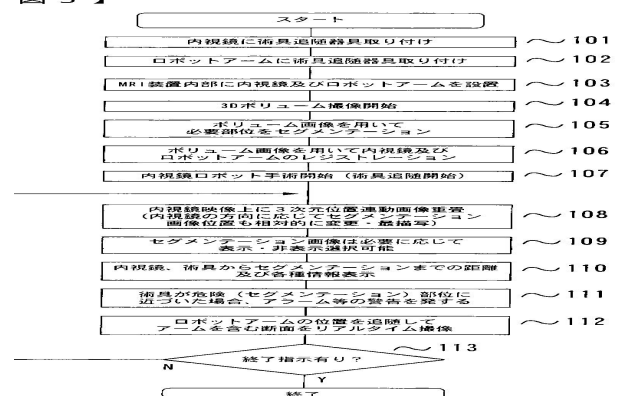 図 5 】
スタート
内視鏡に術具追随器具取り付け
101
ロボットアームに術具追随器具取り付け
102
MRI装置内部に内視鏡及びロボットアームを設置
103
3Dボリューム撮像開始
104
ボリューム画像を用いて
必要部位をセグメンテーション
105
ボリューム画像を用いて内視鏡及び
ロボットアームのレジストレーション
106
内視鏡ロボット手術開始（術具追随開始）
107
内視鏡映像上に3次元位置連動画像重畳
（内視鏡の方向に応じてセグメンテーション
画像位置も相対的に変更・最描写）
108
セグメンテーション画像は必要に応じて
表示・非表示選択可能
109
内視鏡、術具からセグメンテーションまでの距離
及び各種情報表示
110
術具が危険（セグメンテーション）部位に
近づいた場合、アラーム等の警告を発する
111
ロボットアームの位置を追随して
アームを含む断面をリアルタイム撮像
112
終了指示有り？
113
N
Y
終了